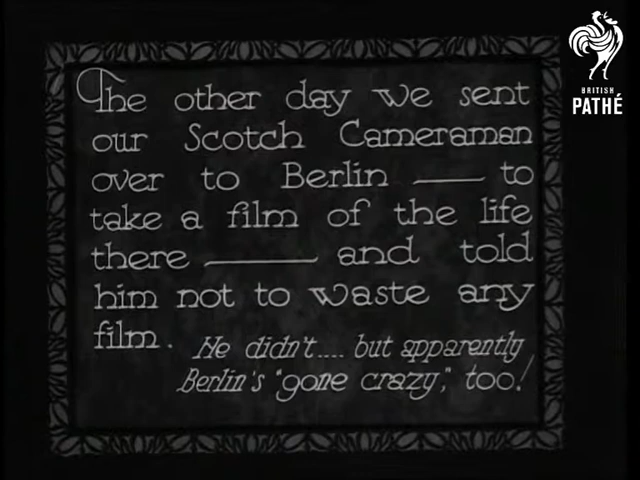 The other day we sent
our Scotch Cameraman
over to Berlin —— to
take a film of the life
there ——— and told
him not to waste any
film.
He didn't.... but apparently
Berlin's "gone crazy," too!
BRITISH
PATHÉ